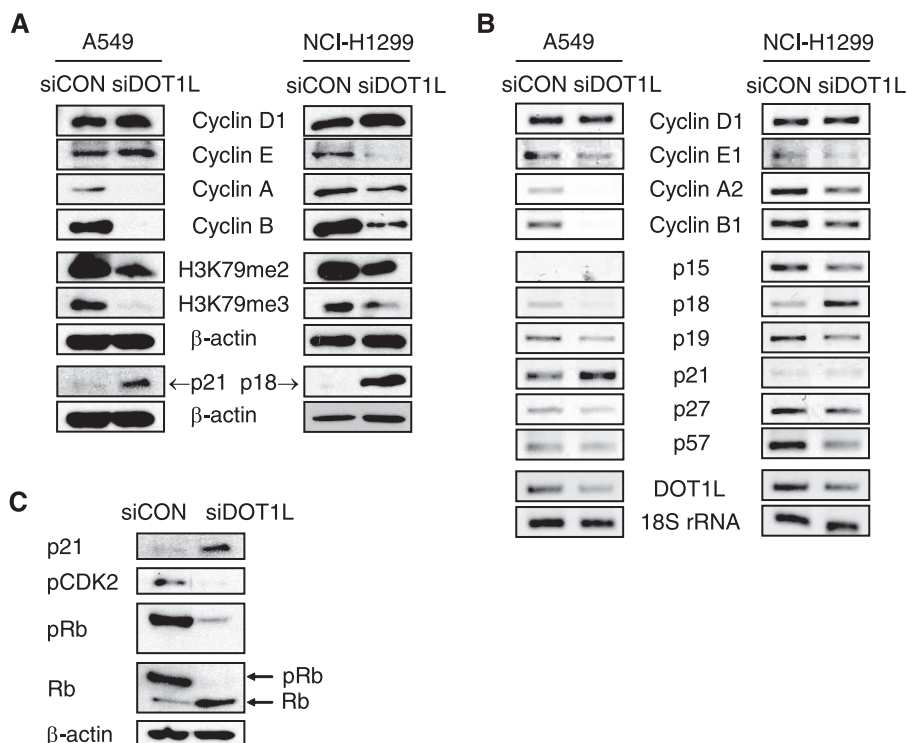 A
A549
NCI-H1299
siCON siDOT1L
siCON siDOT1L
Cyclin D1
Cyclin E
Cyclin A
Cyclin B
H3K79me2
H3K79me3
β-actin
←p21 p18→
β-actin
B
A549
NCI-H1299
siCON siDOT1L
siCON siDOT1L
Cyclin D1
Cyclin E1
Cyclin A2
Cyclin B1
p15
p18
p19
p21
p27
p57
DOT1L
18S rRNA
C
siCON siDOT1L
p21
pCDK2
pRb
Rb
← pRb
← Rb
β-actin